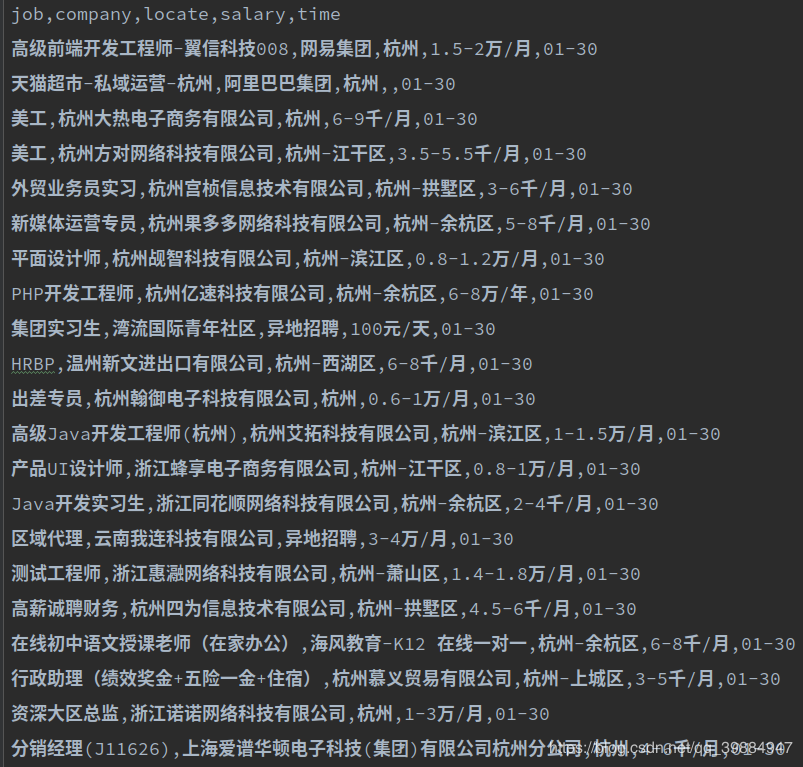 job,company,locate,salary,time
高级前端开发工程师-翼信科技008,网易集团,杭州,1.5-2万/月,01-30
天猫超市-私域运营-杭州,阿里巴巴集团,杭州,,01-30
美工,杭州大热电子商务有限公司,杭州,6-9千/月,01-30
美工,杭州方对网络科技有限公司,杭州-江干区,3.5-5.5千/月,01-30
外贸业务员实习,杭州宫桢信息技术有限公司,杭州-拱墅区,3-6千/月,01-30
新媒体运营专员,杭州果多多网络科技有限公司,杭州-余杭区,5-8千/月,01-30
平面设计师,杭州觇智科技有限公司,杭州-滨江区,0.8-1.2万/月,01-30
PHP开发工程师,杭州亿速科技有限公司,杭州-余杭区,6-8万/年,01-30
集团实习生,湾流国际青年社区,异地招聘,100元/天,01-30
HRBP,温州新文进出口有限公司,杭州-西湖区,6-8千/月,01-30
出差专员,杭州翰御电子科技有限公司,杭州,0.6-1万/月,01-30
高级Java开发工程师(杭州),杭州艾拓科技有限公司,杭州-滨江区,1-1.5万/月,01-30
产品UI设计师,浙江蜂享电子商务有限公司,杭州-江干区,0.8-1万/月,01-30
Java开发实习生,浙江同花顺网络科技有限公司,杭州-余杭区,2-4千/月,01-30
区域代理,云南我连科技有限公司,异地招聘,3-4万/月,01-30
测试工程师,浙江惠瀜网络科技有限公司,杭州-萧山区,1.4-1.8万/月,01-30
高薪诚聘财务,杭州四为信息技术有限公司,杭州-拱墅区,4.5-6千/月,01-30
在线初中语文授课老师（在家办公）,海风教育-K12 在线一对一,杭州-余杭区,6-8千/月,01-30
行政助理（绩效奖金+五险一金+住宿）,杭州慕义贸易有限公司,杭州-上城区,3-5千/月,01-30
资深大区总监,浙江诺诺网络科技有限公司,杭州,1-3万/月,01-30
分销经理(J11626),上海爱谱华顿电子科技(集团)有限公司杭州分公司,杭州,4-6千/月,01-30
https://blog.csdn.net/qq_39884947